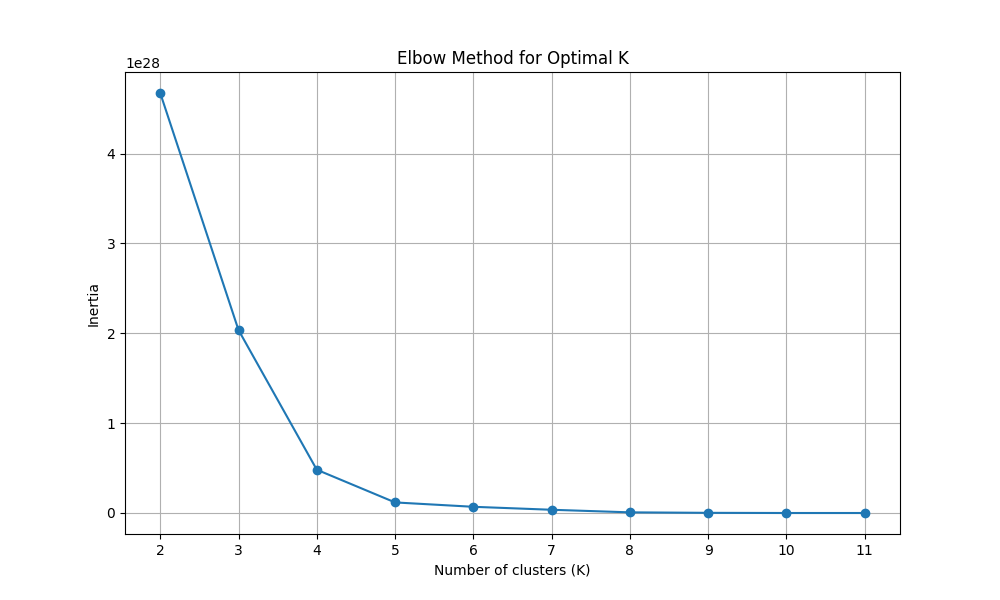 Elbow Method for Optimal K
1e28
4
3
2
1
0
Inertia
2 3 4 5 6 7 8 9 10 11
Number of clusters (K)